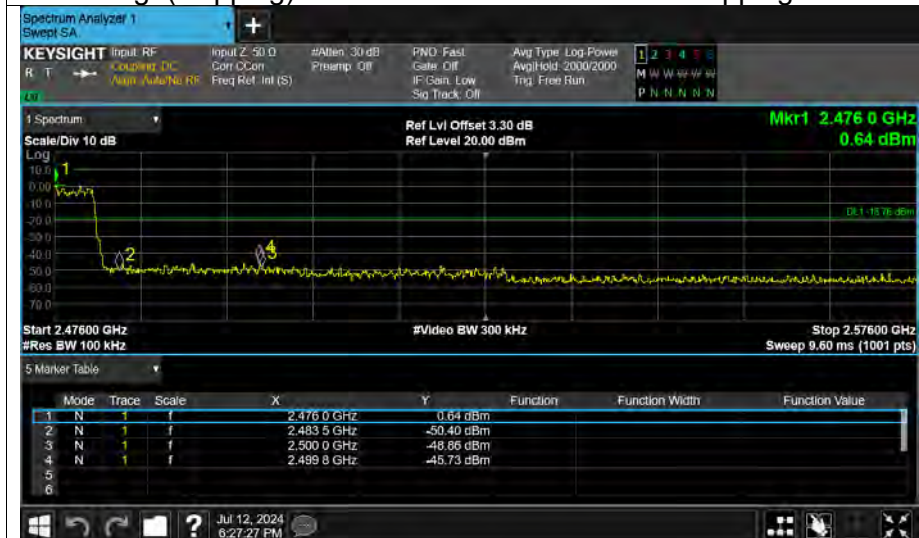 Spectrum Analyzer 1
Swept SA
+
KEYSIGHT Input: RF Input Z: 50 Ω #Atten: 30 dB PNO: Fast Avg Type: Log-Power 1 2 3 4 5 6
R T Coupling: DC Corr CCorr Preamp: Off Gate: Off Avg|Hold: 2000/2000 M W W W W W
Align: Auto/No RF Freq Ref: Int (S) IF Gain: Low Trig: Free Run
Sig Track: Off P N N N N N
1 Spectrum Ref Lvl Offset 3.30 dB Mkr1 2.476 0 GHz
Scale/Div 10 dB Ref Level 20.00 dBm 0.64 dBm
Log
10.0 1
0.00
-10.0
-20.0
-30.0
-40.0 2 4 3
-50.0
-60.0
-70.0
Start 2.47600 GHz #Video BW 300 kHz Stop 2.57600 GHz
#Res BW 100 kHz Sweep 9.60 ms (1001 pts)
5 Marker Table
Mode Trace Scale X Y Function Function Width Function Value
1 N 1 f 2.476 0 GHz 0.64 dBm
2 N 1 f 2.483 5 GHz -50.40 dBm
3 N 1 f 2.500 0 GHz -48.86 dBm
4 N 1 f 2.499 8 GHz -45.73 dBm
5
6
? Jul 12, 2024
6:27:27 PM